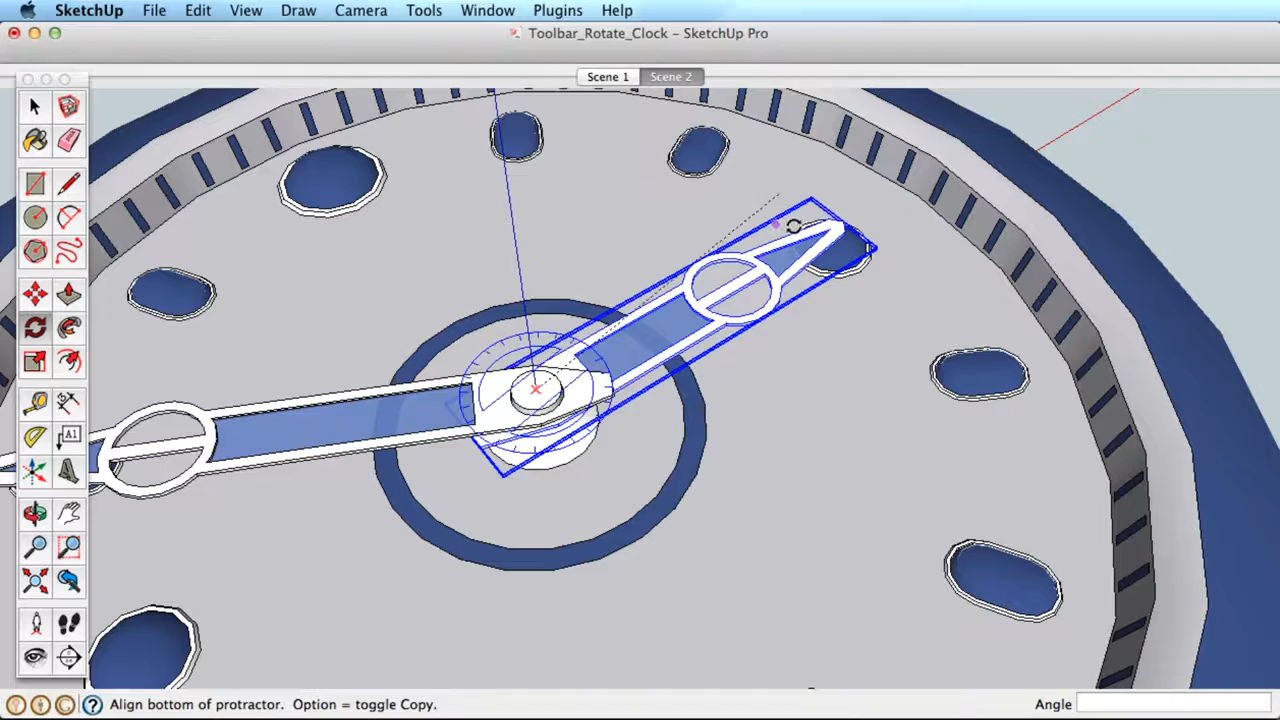 SketchUp File Edit View Draw Camera Tools Window Plugins Help
Toolbar_Rotate_Clock – SketchUp Pro
Scene 1 Scene 2
A1
Align bottom of protractor. Option = toggle Copy. Angle